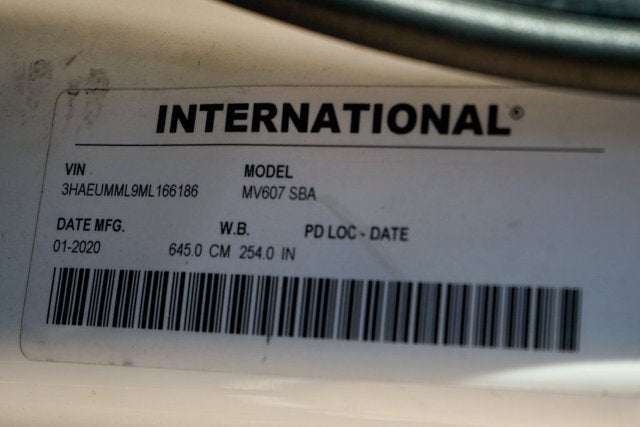 INTERNATIONAL®
VIN MODEL
3HAEUMML9ML166186 MV607 SBA
DATE MFG. W.B. PD LOC - DATE
01-2020 645.0 CM 254.0 IN